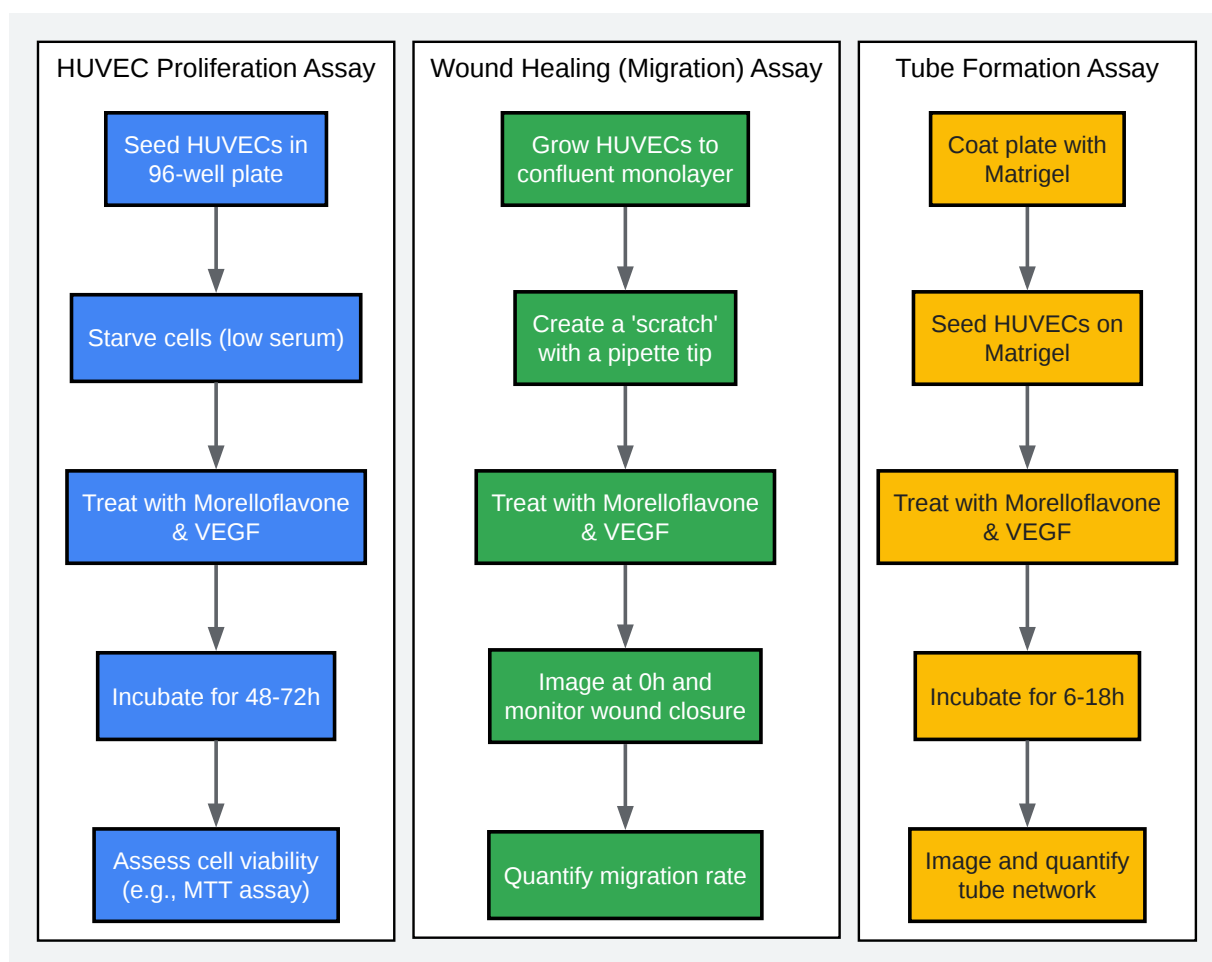 HUVEC Proliferation Assay
Seed HUVECs in
96-well plate
Starve cells (low serum)
Treat with Morelloflavone
& VEGF
Incubate for 48-72h
Assess cell viability
(e.g., MTT assay)
Wound Healing (Migration) Assay
Grow HUVECs to
confluent monolayer
Create a 'scratch'
with a pipette tip
Treat with Morelloflavone
& VEGF
Image at 0h and
monitor wound closure
Quantify migration rate
Tube Formation Assay
Coat plate with
Matrigel
Seed HUVECs on
Matrigel
Treat with Morelloflavone
& VEGF
Incubate for 6-18h
Image and quantify
tube network